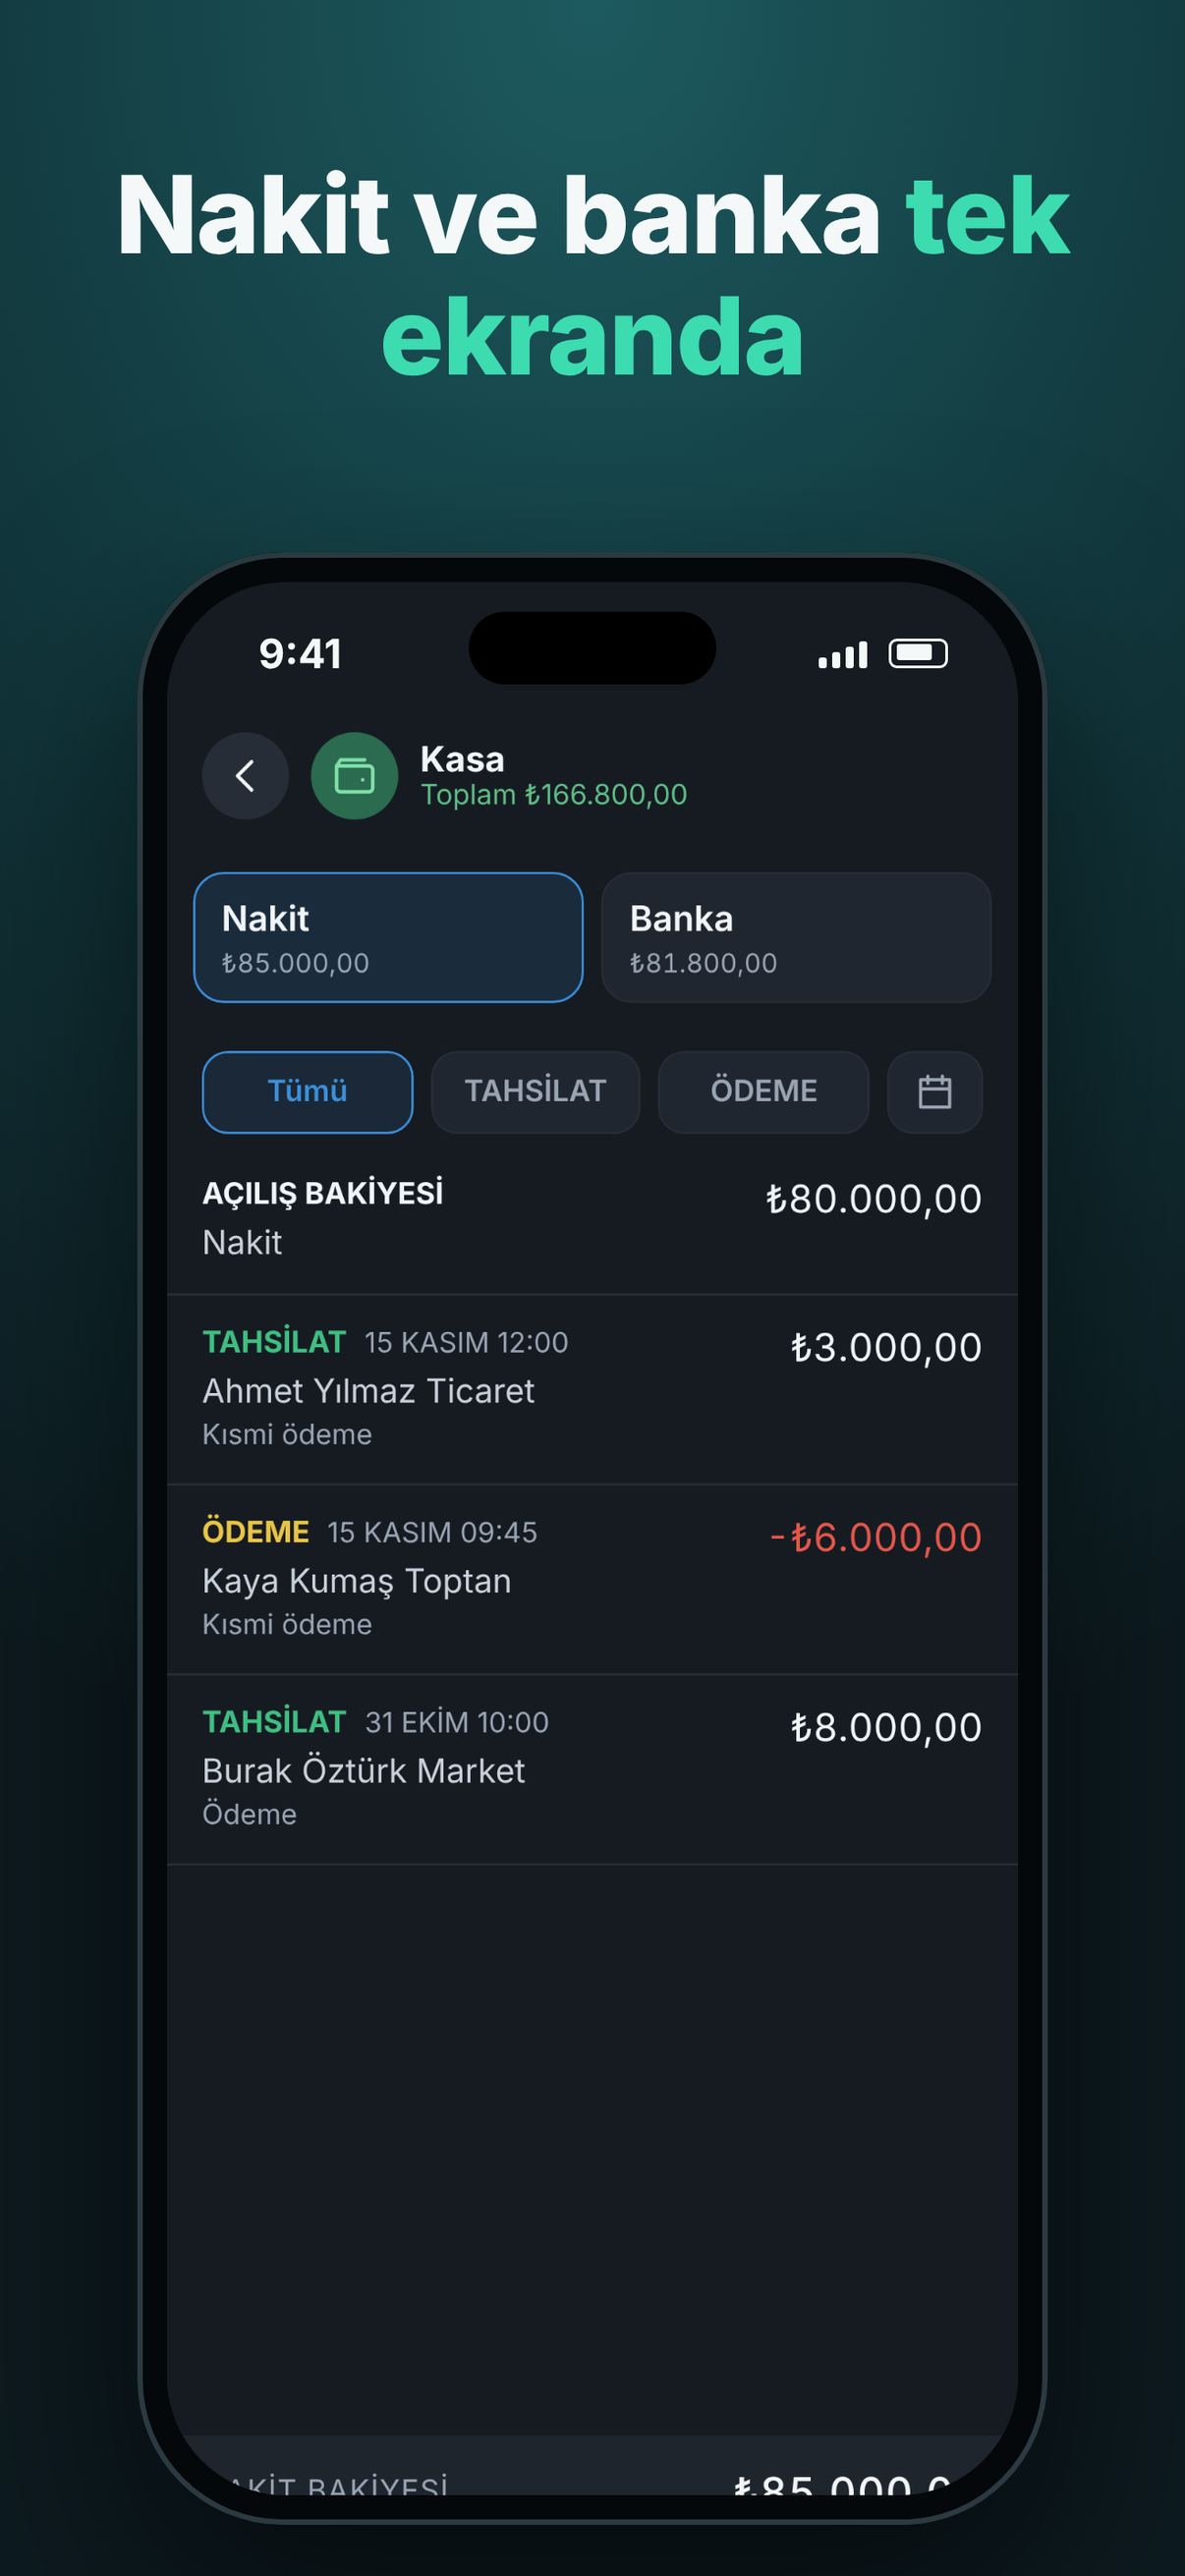 Nakit ve banka tek
ekranda
9:41
Kasa
Toplam ₺166.800,00
Nakit
₺85.000,00
Banka
₺81.800,00
Tümü
TAHSİLAT
ÖDEME
AÇILIŞ BAKİYESİ
₺80.000,00
Nakit
TAHSİLAT 15 KASIM 12:00
₺3.000,00
Ahmet Yılmaz Ticaret
Kısmi ödeme
ÖDEME 15 KASIM 09:45
-₺6.000,00
Kaya Kumaş Toptan
Kısmi ödeme
TAHSİLAT 31 EKİM 10:00
₺8.000,00
Burak Öztürk Market
Ödeme
BAKİYESİ